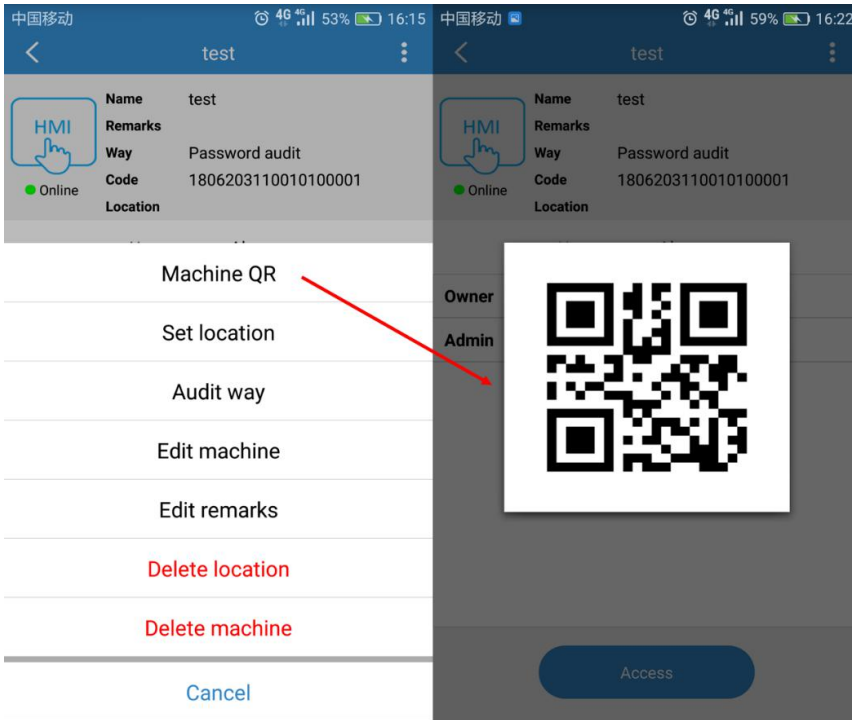 中国移动 4G 4G 53% 16:15
test
HMI
Online
Name test
Remarks
Way Password audit
Code 1806203110010100001
Location
Machine QR
Set location
Audit way
Edit machine
Edit remarks
Delete location
Delete machine
Cancel
中国移动 4G 4G 59% 16:22
test
HMI
Online
Name test
Remarks
Way Password audit
Code 1806203110010100001
Location
Owner
Admin
Access